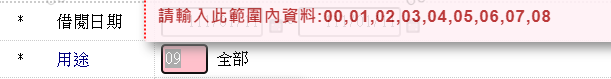 請輸入此範圍內資料:00,01,02,03,04,05,06,07,08
* 借閱日期
* 用途 09 全部